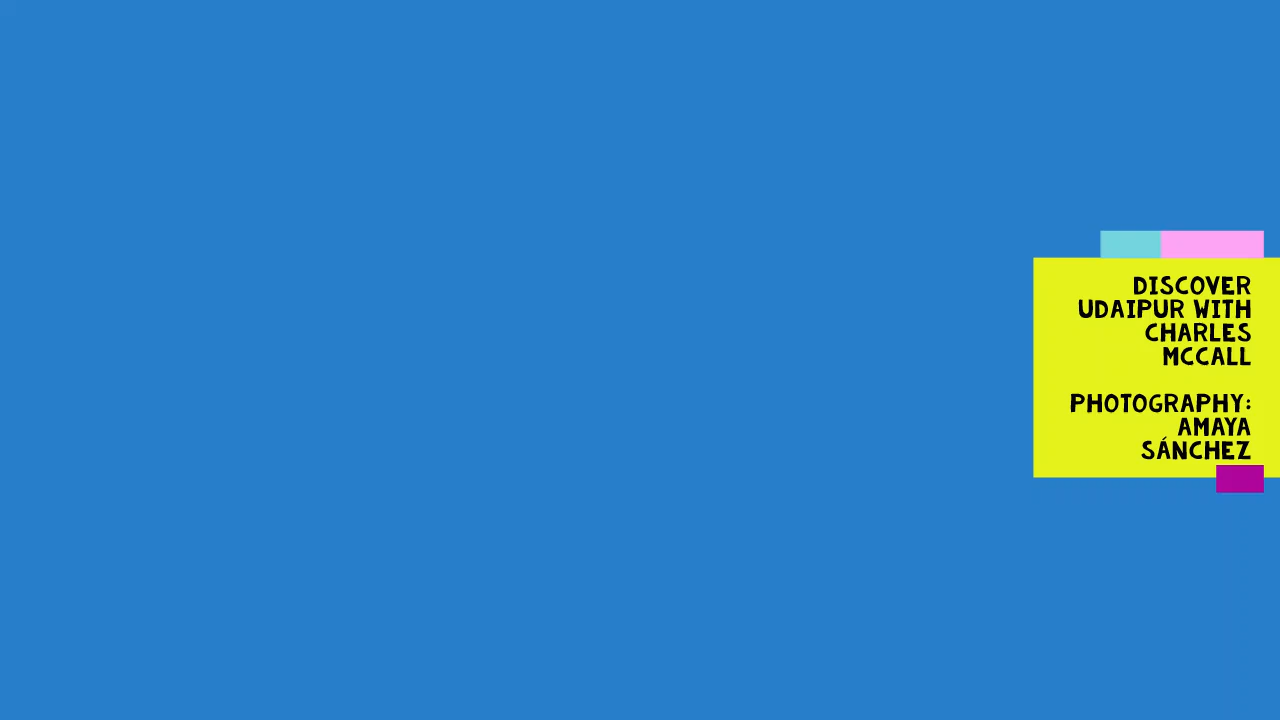 DISCOVER
UDAIPUR WITH
CHARLES
MCCALL
PHOTOGRAPHY:
AMAYA
SÁNCHEZ